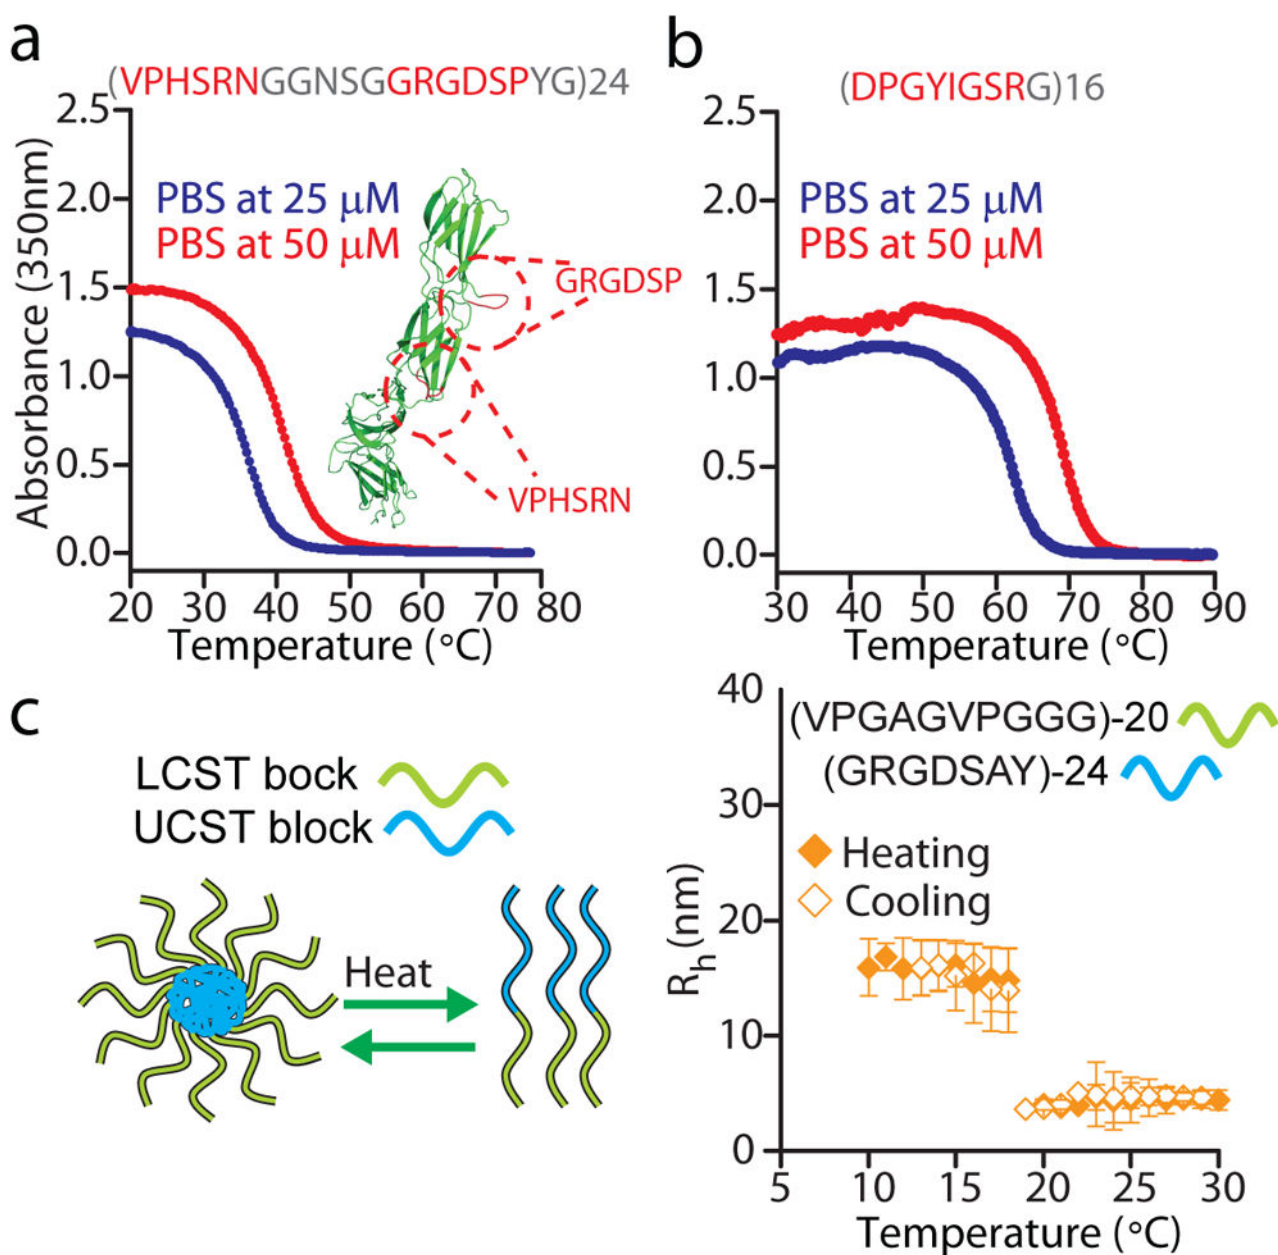 a
(VPHSRNGGNSGGRGDSPYG)24
2.5
2.0
1.5
1.0
0.5
0.0
Absorbance (350nm)
PBS at 25 μM
PBS at 50 μM
GRGDSP
VPHSRN
20 30 40 50 60 70 80
Temperature (°C)
b
(DPGYIGSRG)16
2.5
2.0
1.5
1.0
0.5
0.0
PBS at 25 μM
PBS at 50 μM
30 40 50 60 70 80 90
Temperature (°C)
c
LCST bock
UCST block
Heat
40
30
20
10
0
R_h (nm)
(VPGAGVPGGG)-20
(GRGDSAY)-24
Heating
Cooling
5 10 15 20 25 30
Temperature (°C)